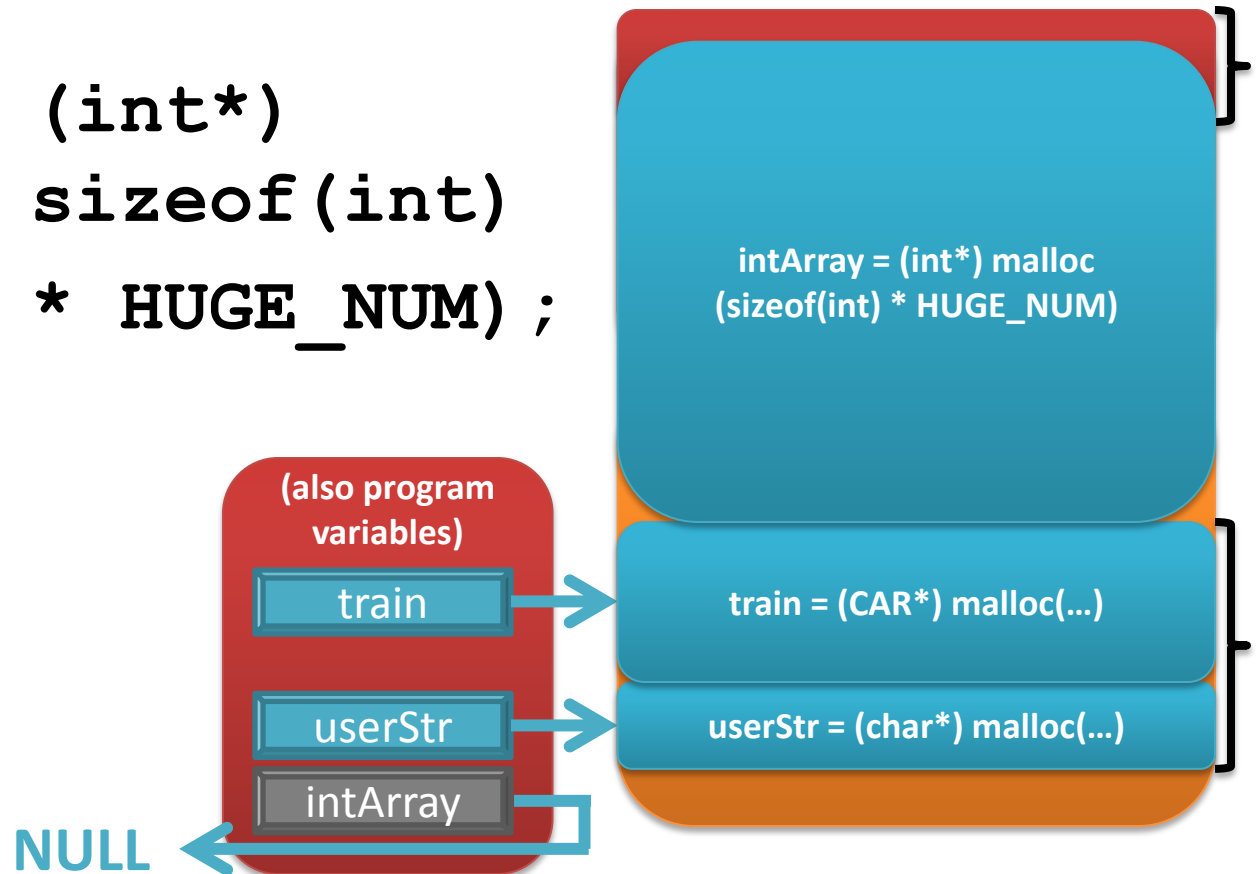 (int*)
sizeof(int)
* HUGE_NUM);
intArray = (int*) malloc
(sizeof(int) * HUGE_NUM)
(also program
variables)
train
train = (CAR*) malloc(…)
userStr
userStr = (char*) malloc(…)
intArray
NULL